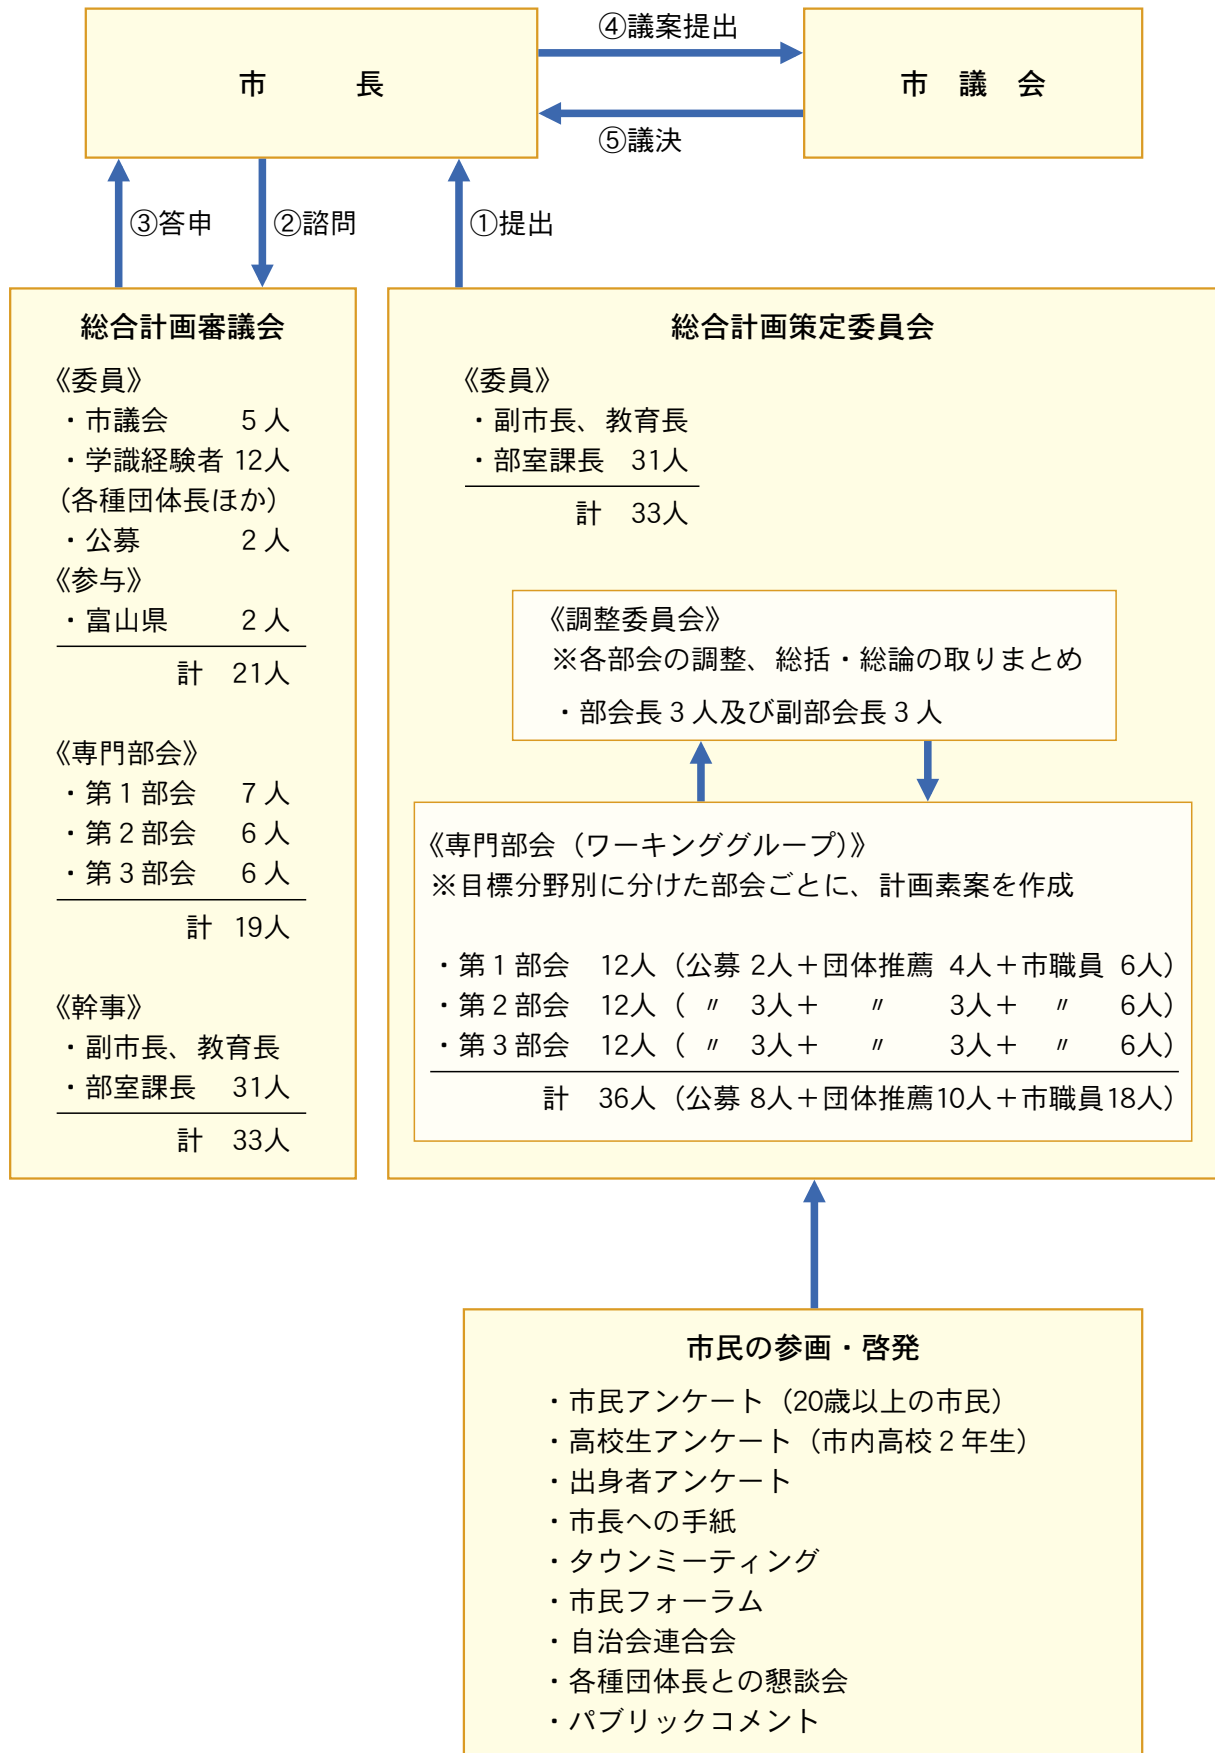 ④議案提出
市　　　長
市　議　会
⑤議決
③答申
②諮問
①提出
総合計画審議会
《委員》
・市議会　5人
・学識経験者 12人
（各種団体長ほか）
・公募　2人
《参与》
・富山県　2人
計　21人
《専門部会》
・第１部会　7人
・第２部会　6人
・第３部会　6人
計　19人
《幹事》
・副市長、教育長
・部室課長　31人
計　33人
総合計画策定委員会
《委員》
・副市長、教育長
・部室課長　31人
計　33人
《調整委員会》
※各部会の調整、総括・総論の取りまとめ
・部会長３人及び副部会長３人
《専門部会（ワーキンググループ）》
※目標分野別に分けた部会ごとに、計画素案を作成
・第１部会　12人（公募 2人＋団体推薦 4人＋市職員 6人）
・第２部会　12人（ 〃 3人＋ 〃 3人＋ 〃 6人）
・第３部会　12人（ 〃 3人＋ 〃 3人＋ 〃 6人）
計　36人（公募 8人＋団体推薦10人＋市職員18人）
市民の参画・啓発
・市民アンケート（20歳以上の市民）
・高校生アンケート（市内高校２年生）
・出身者アンケート
・市長への手紙
・タウンミーティング
・市民フォーラム
・自治会連合会
・各種団体長との懇談会
・パブリックコメント